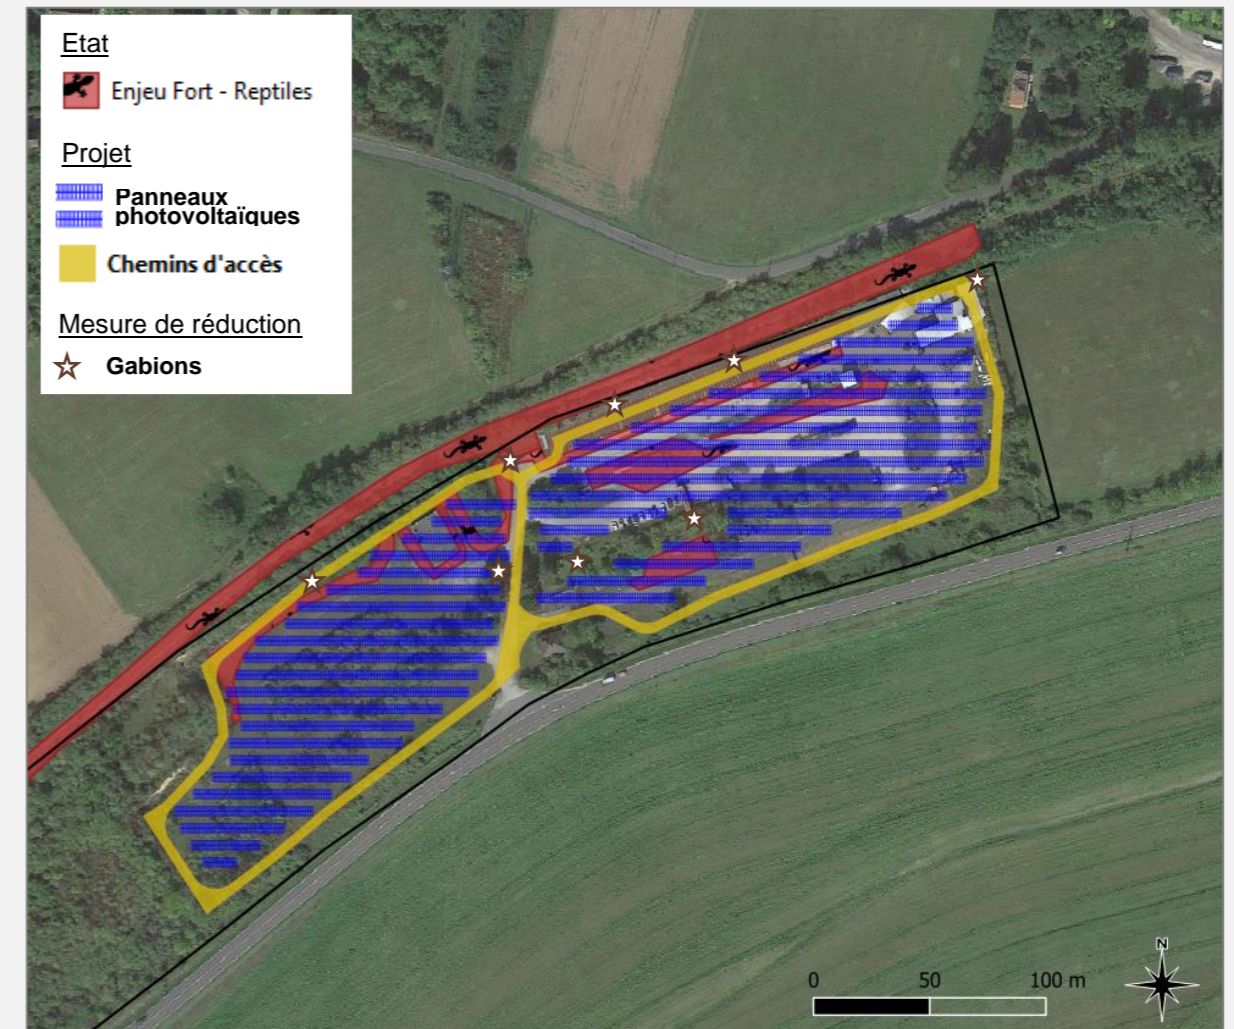 Etat
Enjeu Fort - Reptiles
Projet
Panneaux
photovoltaïques
Chemins d'accès
Mesure de réduction
Gabions
0 50 100 m
N